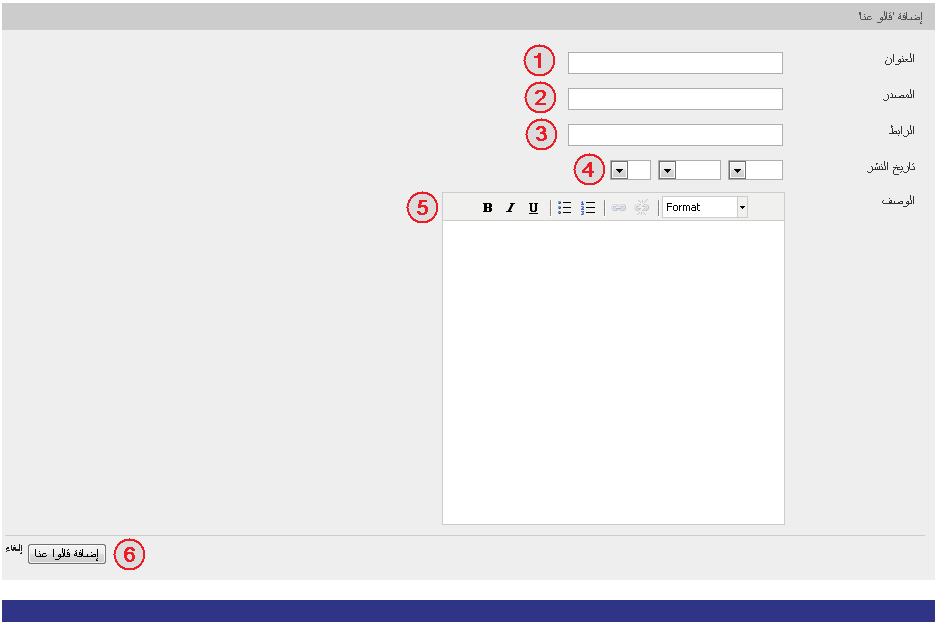 إضافة 'قالو عنا'
العنوان
1
المصدر
2
الرابط
3
تاريخ النشر
4
الوصف
5
B I U Format
6 إضافة قالوا عنا إلغاء